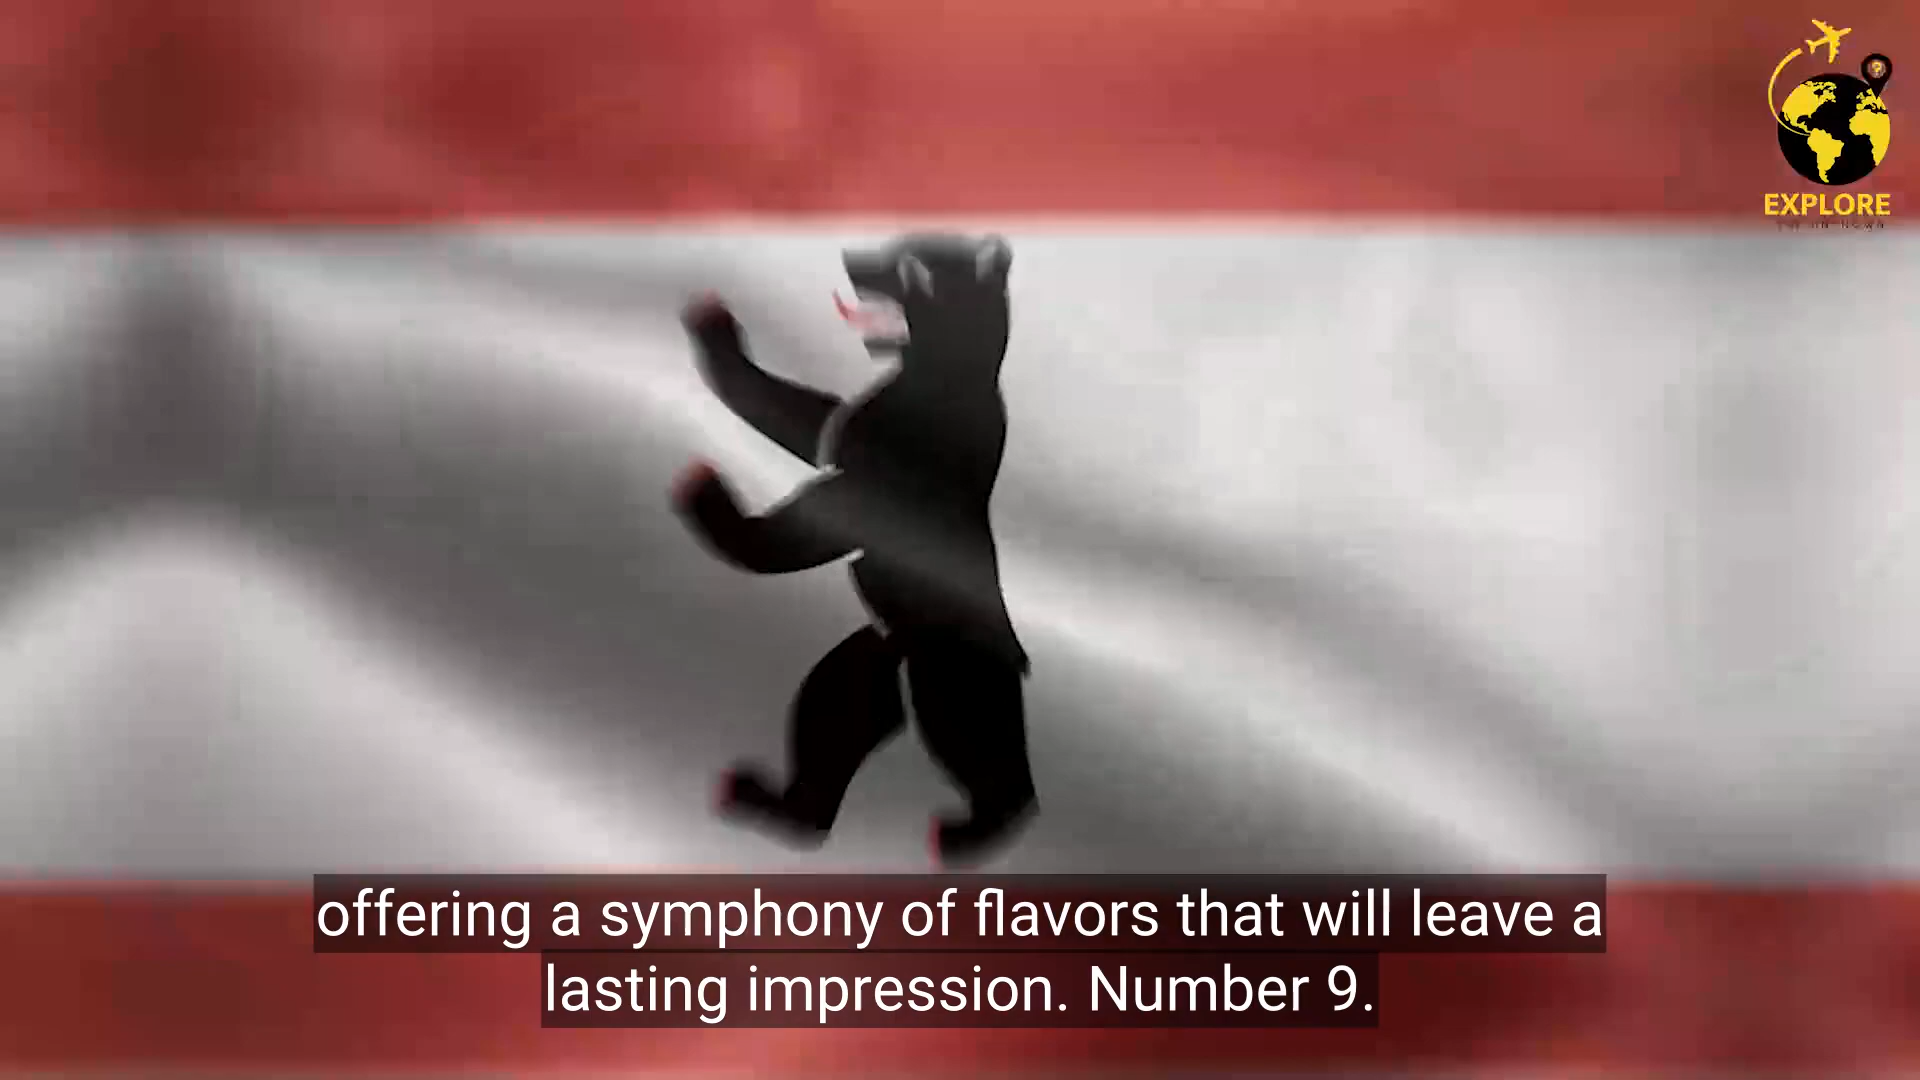 EXPLORE
offering a symphony of flavors that will leave a
lasting impression. Number 9.